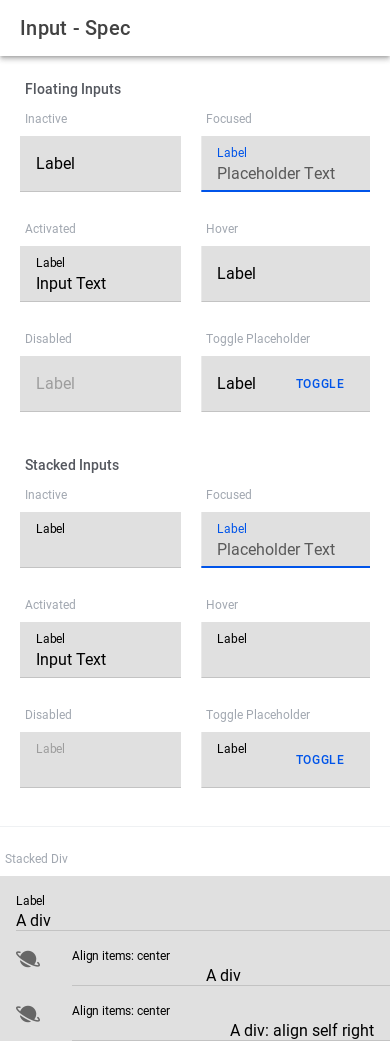 Input - Spec
Floating Inputs
Inactive
Focused
Label
Label
Placeholder Text
Activated
Hover
Label
Input Text
Label
Disabled
Toggle Placeholder
Label
Label
TOGGLE
Stacked Inputs
Inactive
Focused
Label
Label
Placeholder Text
Activated
Hover
Label
Input Text
Label
Disabled
Toggle Placeholder
Label
Label
TOGGLE
Stacked Div
Label
A div
Align items: center
A div
Align items: center
A div: align self right